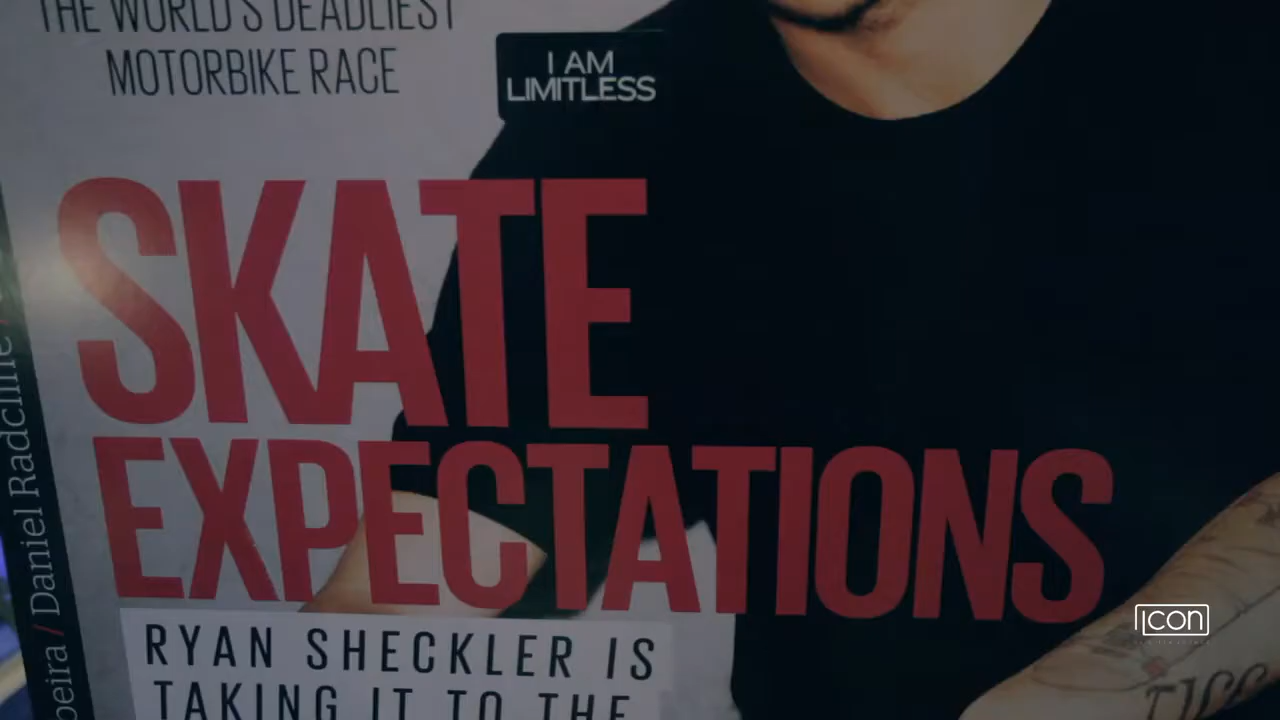 THE WORLD'S DEADLIEST
MOTORBIKE RACE
I AM
LIMITLESS
SKATE
EXPECTATIONS
RYAN SHECKLER IS
TAKING IT TO THE
beira / Daniel Radcliffe /
icon